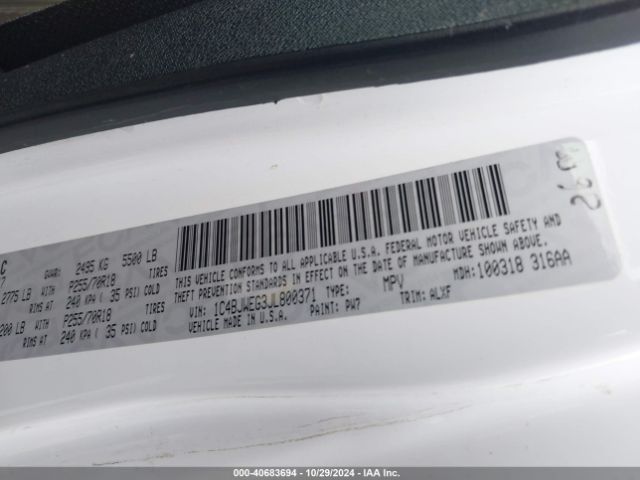 C
7
GVWR: 2495 KG 5500 LB
2775 LB P255/70R18 TIRES
RIMS AT 240 KPA ( 35 PSI) COLD
200 LB P255/70R18 TIRES
RIMS AT 240 KPA ( 35 PSI) COLD
THIS VEHICLE CONFORMS TO ALL APPLICABLE U.S.A. FEDERAL MOTOR VEHICLE SAFETY AND
THEFT PREVENTION STANDARDS IN EFFECT ON THE DATE OF MANUFACTURE SHOWN ABOVE.
VIN: 1C4BJWEG3JL800371 TYPE: MPV MDH: 100318 316AA
VEHICLE MADE IN U.S.A. PAINT: PW7 TRIM: ALXF
000-40683694 | 10/29/2024 | IAA Inc.